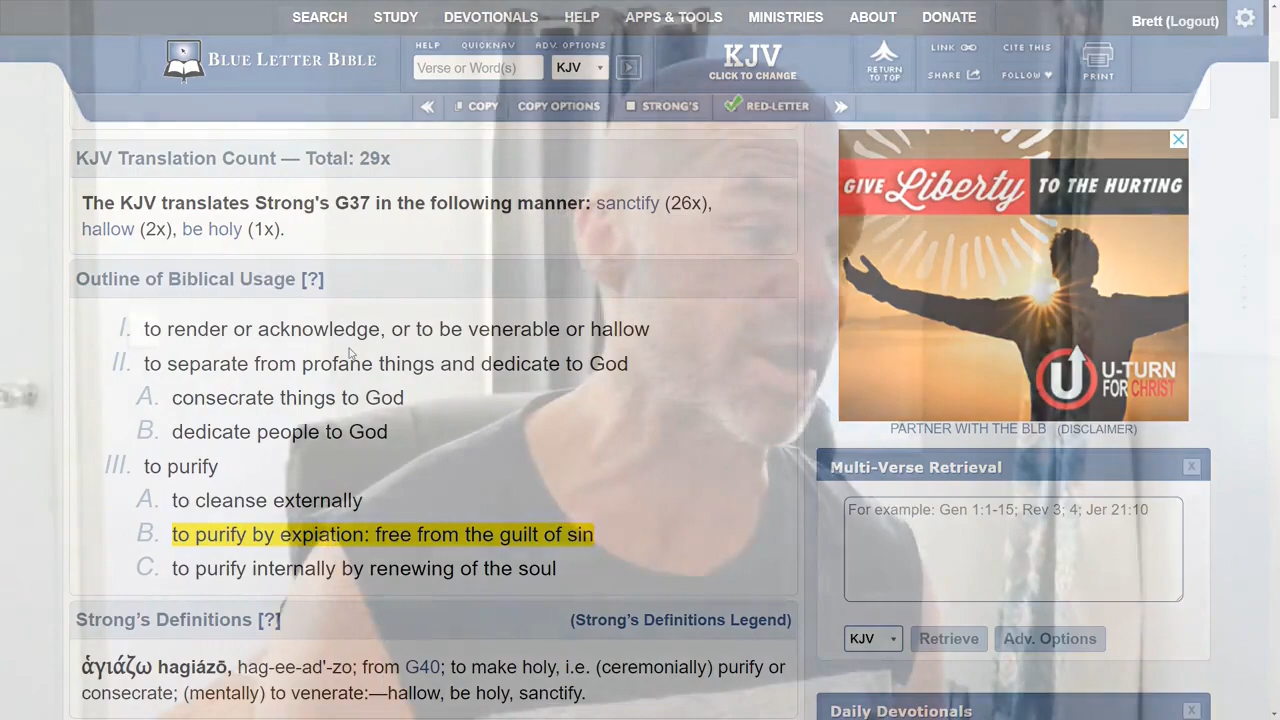 SEARCH STUDY DEVOTIONALS HELP APPS & TOOLS MINISTRIES ABOUT DONATE Brett (Logout)
BLUE LETTER BIBLE
HELP QUICKNAV ADV. OPTIONS
Verse or Word(s) KJV
KJV
CLICK TO CHANGE
RETURN
TO TOP
LINK CITE THIS
SHARE FOLLOW
PRINT
COPY COPY OPTIONS STRONG'S RED-LETTER
KJV Translation Count — Total: 29x
The KJV translates Strong's G37 in the following manner: sanctify (26x),
hallow (2x), be holy (1x).
Outline of Biblical Usage [?]
I. to render or acknowledge, or to be venerable or hallow
II. to separate from profane things and dedicate to God
A. consecrate things to God
B. dedicate people to God
III. to purify
A. to cleanse externally
B. to purify by expiation: free from the guilt of sin
C. to purify internally by renewing of the soul
Strong's Definitions [?] (Strong's Definitions Legend)
ἁγιάζω hagiázō, hag-ee-ad'-zo; from G40; to make holy, i.e. (ceremonially) purify or
consecrate; (mentally) to venerate:—hallow, be holy, sanctify.
GIVE Liberty TO THE HURTING
U-TURN
FOR CHRIST
PARTNER WITH THE BLB (DISCLAIMER)
Multi-Verse Retrieval X
For example: Gen 1:1-15; Rev 3; 4; Jer 21:10
KJV Retrieve Adv. Options
Daily Devotionals X